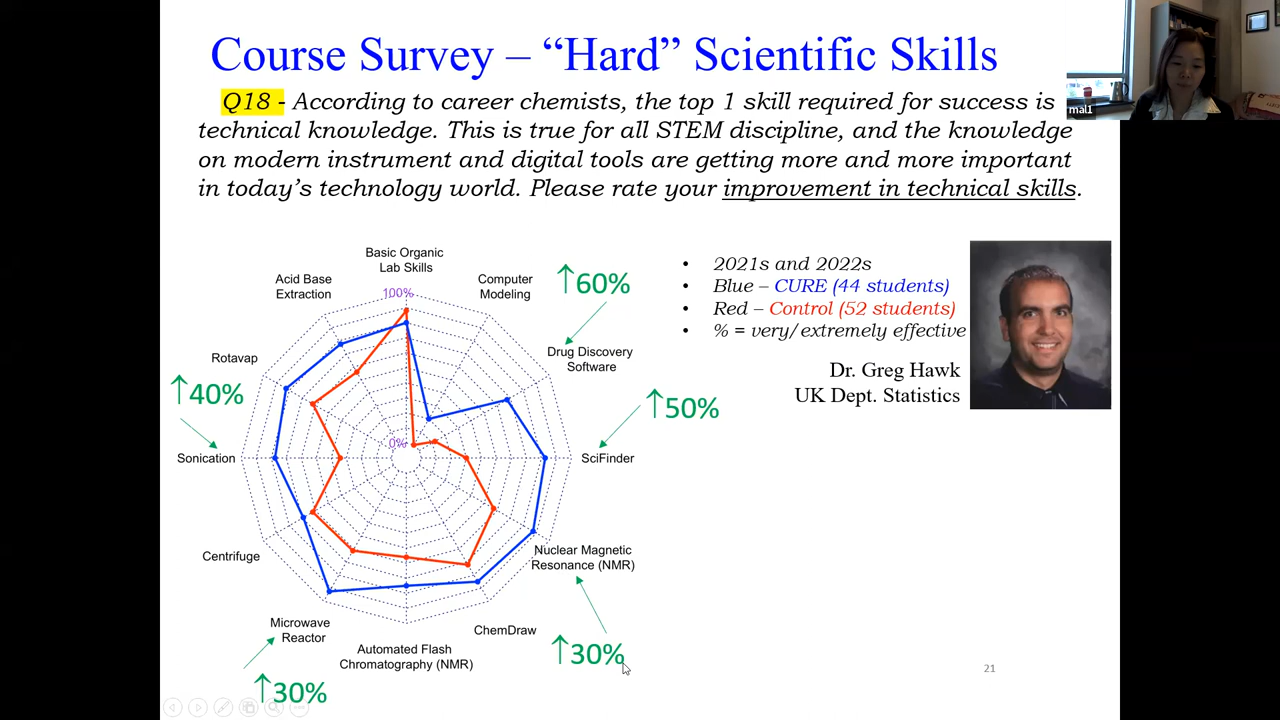 Course Survey – “Hard” Scientific Skills
Q18 - According to career chemists, the top 1 skill required for success is
technical knowledge. This is true for all STEM discipline, and the knowledge
on modern instrument and digital tools are getting more and more important
in today’s technology world. Please rate your improvement in technical skills.
mal1
Basic Organic
Lab Skills
100%
0%
Computer
Modeling
Drug Discovery
Software
SciFinder
Nuclear Magnetic
Resonance (NMR)
ChemDraw
Automated Flash
Chromatography (NMR)
Microwave
Reactor
Centrifuge
Sonication
Rotavap
Acid Base
Extraction
↑60%
↑50%
↑30%
↑30%
↑40%
• 2021s and 2022s
• Blue – CURE (44 students)
• Red – Control (52 students)
• % = very/extremely effective
Dr. Greg Hawk
UK Dept. Statistics
21